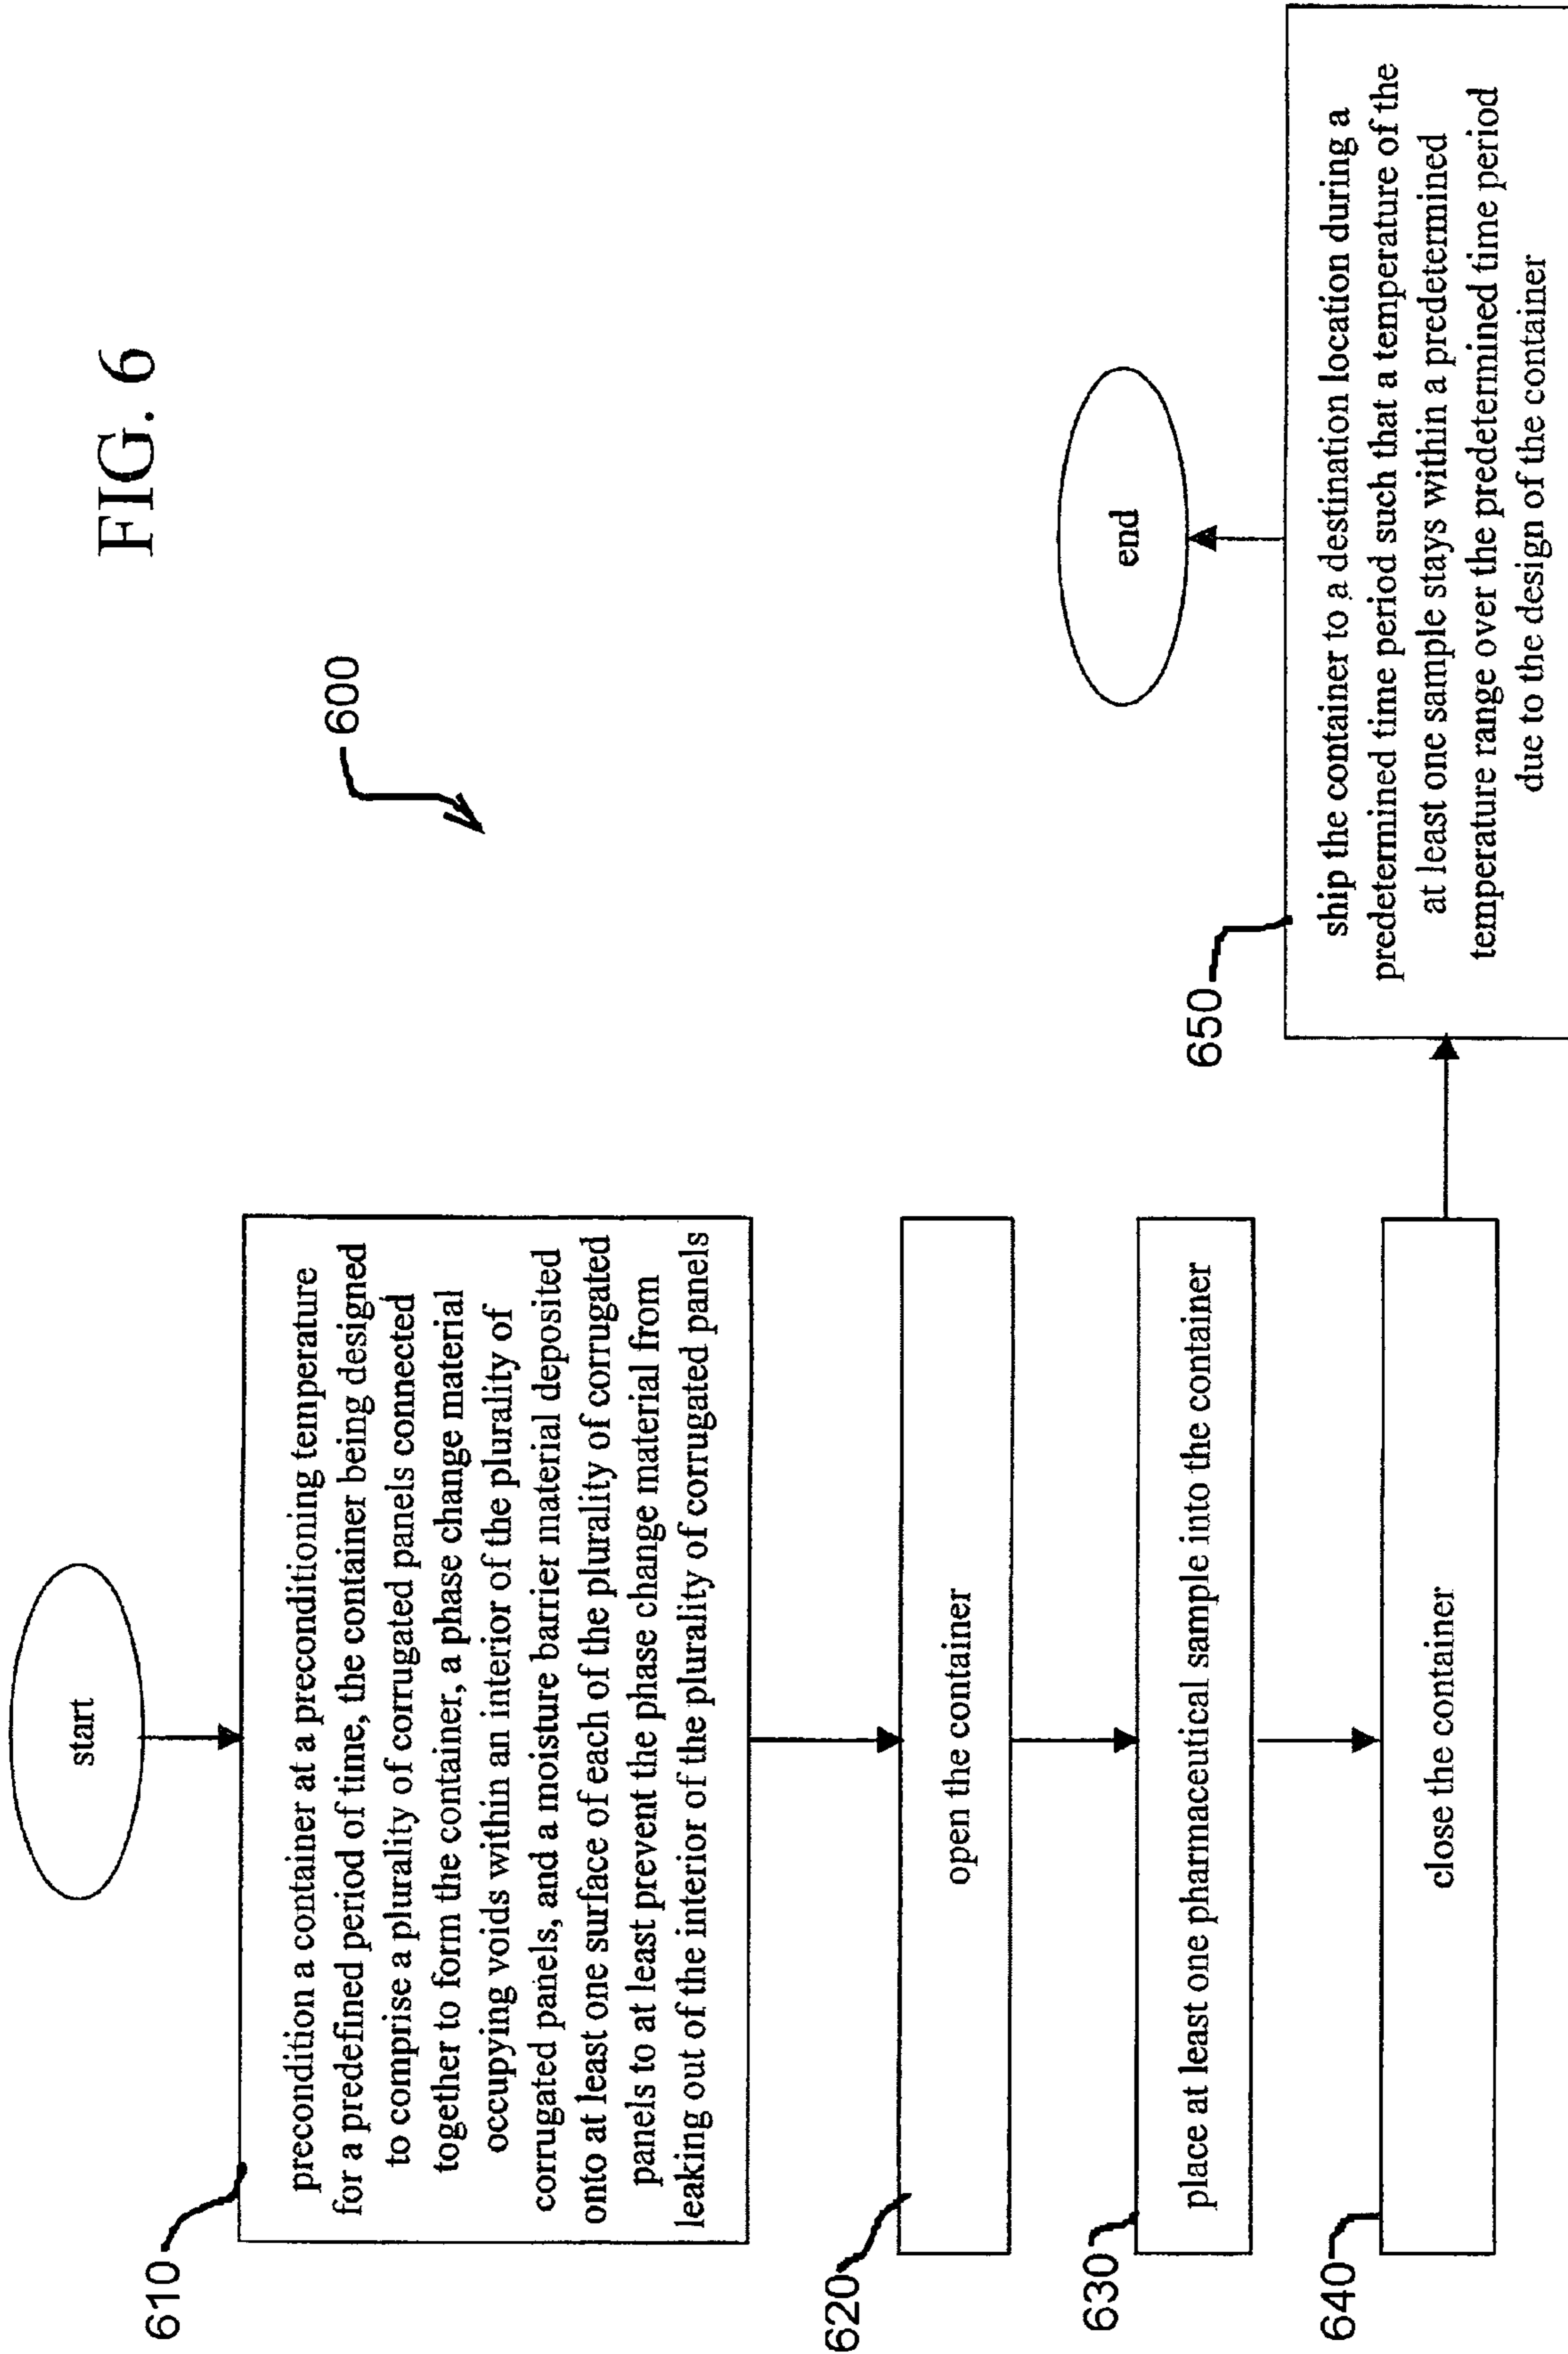 FIG. 6
600
start
610
precondition a container at a preconditioning temperature
for a predefined period of time, the container being designed
to comprise a plurality of corrugated panels connected
together to form the container, a phase change material
occupying voids within an interior of the plurality of
corrugated panels, and a moisture barrier material deposited
onto at least one surface of each of the plurality of corrugated
panels to at least prevent the phase change material from
leaking out of the interior of the plurality of corrugated panels
620
open the container
630
place at least one pharmaceutical sample into the container
640
close the container
650
ship the container to a destination location during a
predetermined time period such that a temperature of the
at least one sample stays within a predetermined
temperature range over the predetermined time period
due to the design of the container
end